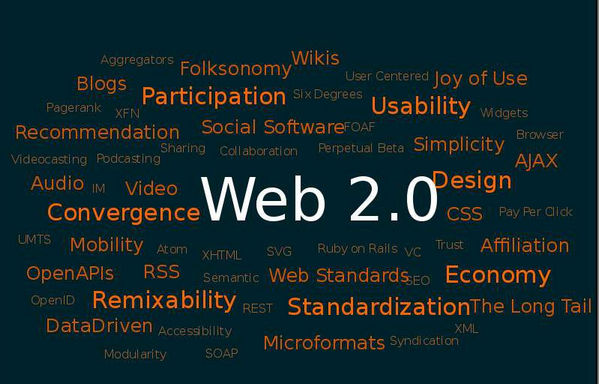 Aggregators Folksonomy Wikis
Blogs User Centered Joy of Use
Participation Six Degrees Usability
Pagerank XFN Widgets
Recommendation Social Software FOAF Browser
Sharing Collaboration Perpetual Beta Simplicity
Videocasting Podcasting AJAX
Audio IM Video Design
Convergence Web 2.0 CSS Pay Per Click
UMTS Mobility Atom XHTML SVG Ruby on Rails VC Trust Affiliation
OpenAPIs RSS Semantic Web Standards SEO Economy
OpenID Remixability REST Standardization The Long Tail
DataDriven Accessibility XML
Microformats Syndication
Modularity SOAP